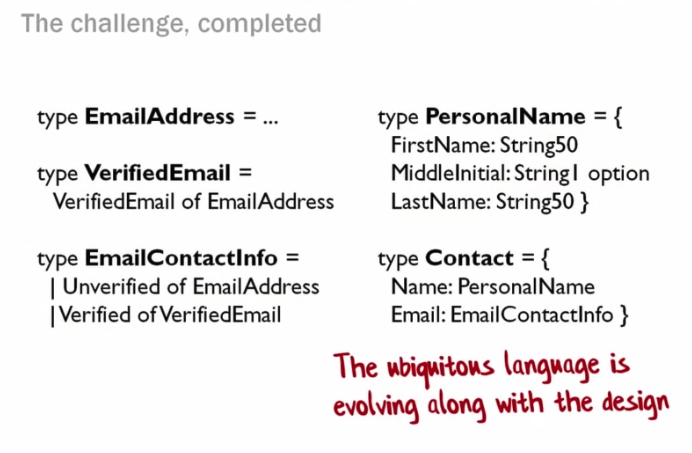 The challenge, completed
type EmailAddress = ...
type VerifiedEmail =
VerifiedEmail of EmailAddress
type EmailContactInfo =
| Unverified of EmailAddress
| Verified of VerifiedEmail
type PersonalName = {
FirstName: String50
MiddleInitial: String1 option
LastName: String50 }
type Contact = {
Name: PersonalName
Email: EmailContactInfo }
The ubiquitous language is
evolving along with the design